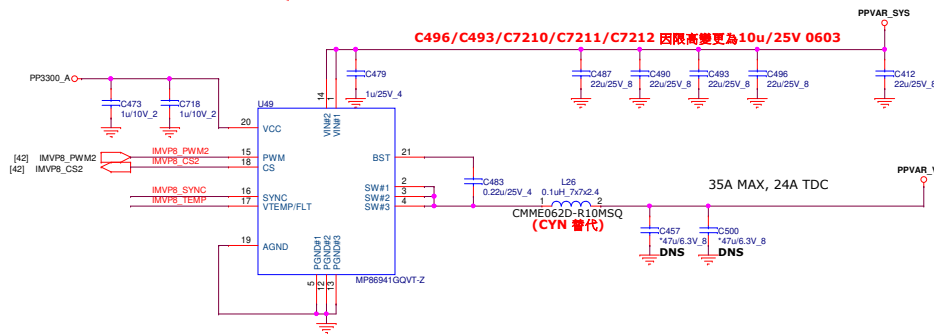 PPVAR_SYS
C496/C493/C7210/C7211/C7212 因限高變更為10u/25V 0603
PP3300_A
C479
1u/25V_4
C487
22u/25V_8
C490
22u/25V_8
C493
22u/25V_8
C496
22u/25V_8
C412
22u/25V_8
C473
1u/10V_2
C718
1u/10V_2
U49
14
1
VIN#2
VIN#1
20
VCC
BST
21
[42] IMVP8_PWM2
IMVP8_PWM2
15
PWM
[42] IMVP8_CS2
IMVP8_CS2
18
CS
C483
0.22u/25V_4
L26
0.1uH_7x7x2.4
1
2
CMME062D-R10MSQ
(CYN 替代)
35A MAX, 24A TDC
PPVAR_V
SW#1
2
SW#2
3
SW#3
4
IMVP8_SYNC
16
SYNC
IMVP8_TEMP
17
VTEMP/FLT
C457
*47u/6.3V_8
DNS
C500
*47u/6.3V_8
DNS
19
AGND
PGND#1
PGND#2
PGND#3
5
12
13
MP86941GQVT-Z